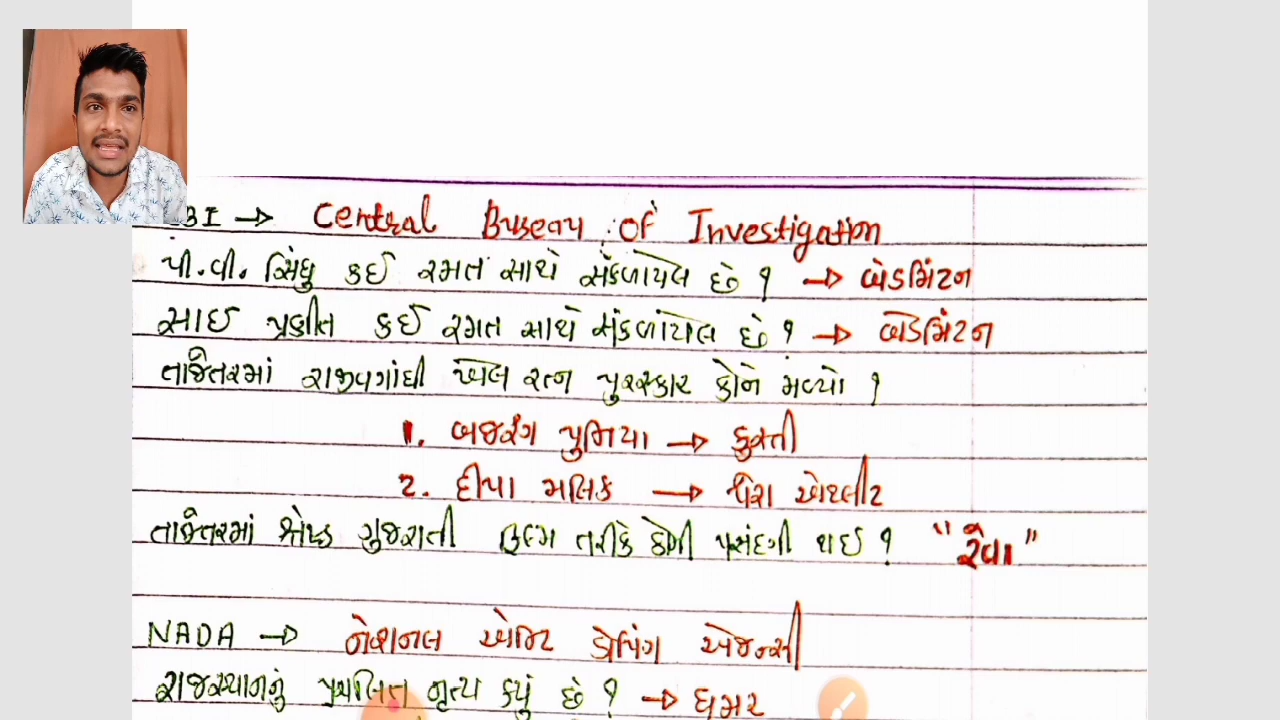 BI → Central Bureau of Investigation
પી.વી. સિંધુ કઈ રમત સાથે સંકળાયેલ છે ? → બેડમિંટન
સાઈ પ્રણીત કઈ રમત સાથે સંકળાયેલ છે ? → બેડમિંટન
તાજેતરમાં રાજીવગાંધી ખેલ રત્ન પુરસ્કાર કોને મળ્યો ?
1. બજરંગ પુનિયા → કુસ્તી
2. દીપા મલિક → પેરા એથ્લીટ
તાજેતરમાં શ્રેષ્ઠ ગુજરાતી ફિલ્મ તરીકે કોની પસંદગી થઈ ? "રેવા"
NADA → નેશનલ એન્ટિ ડોપિંગ એજન્સી
રાજસ્થાનનું પ્રચલિત નૃત્ય કયું છે ? → ઘુમર